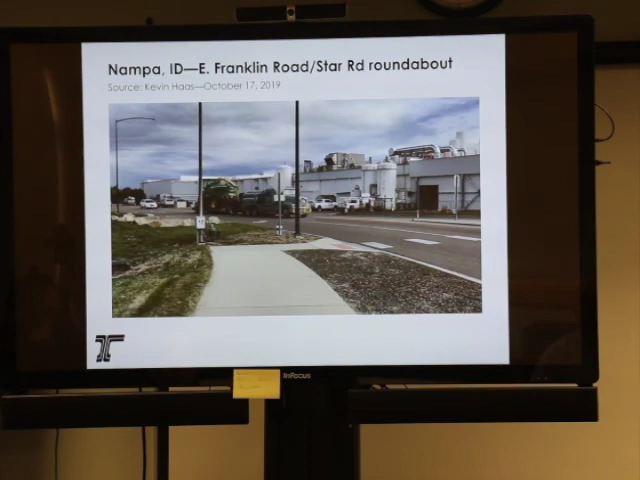 Nampa, ID—E. Franklin Road/Star Rd roundabout
Source: Kevin Haas—October 17, 2019
InFocus